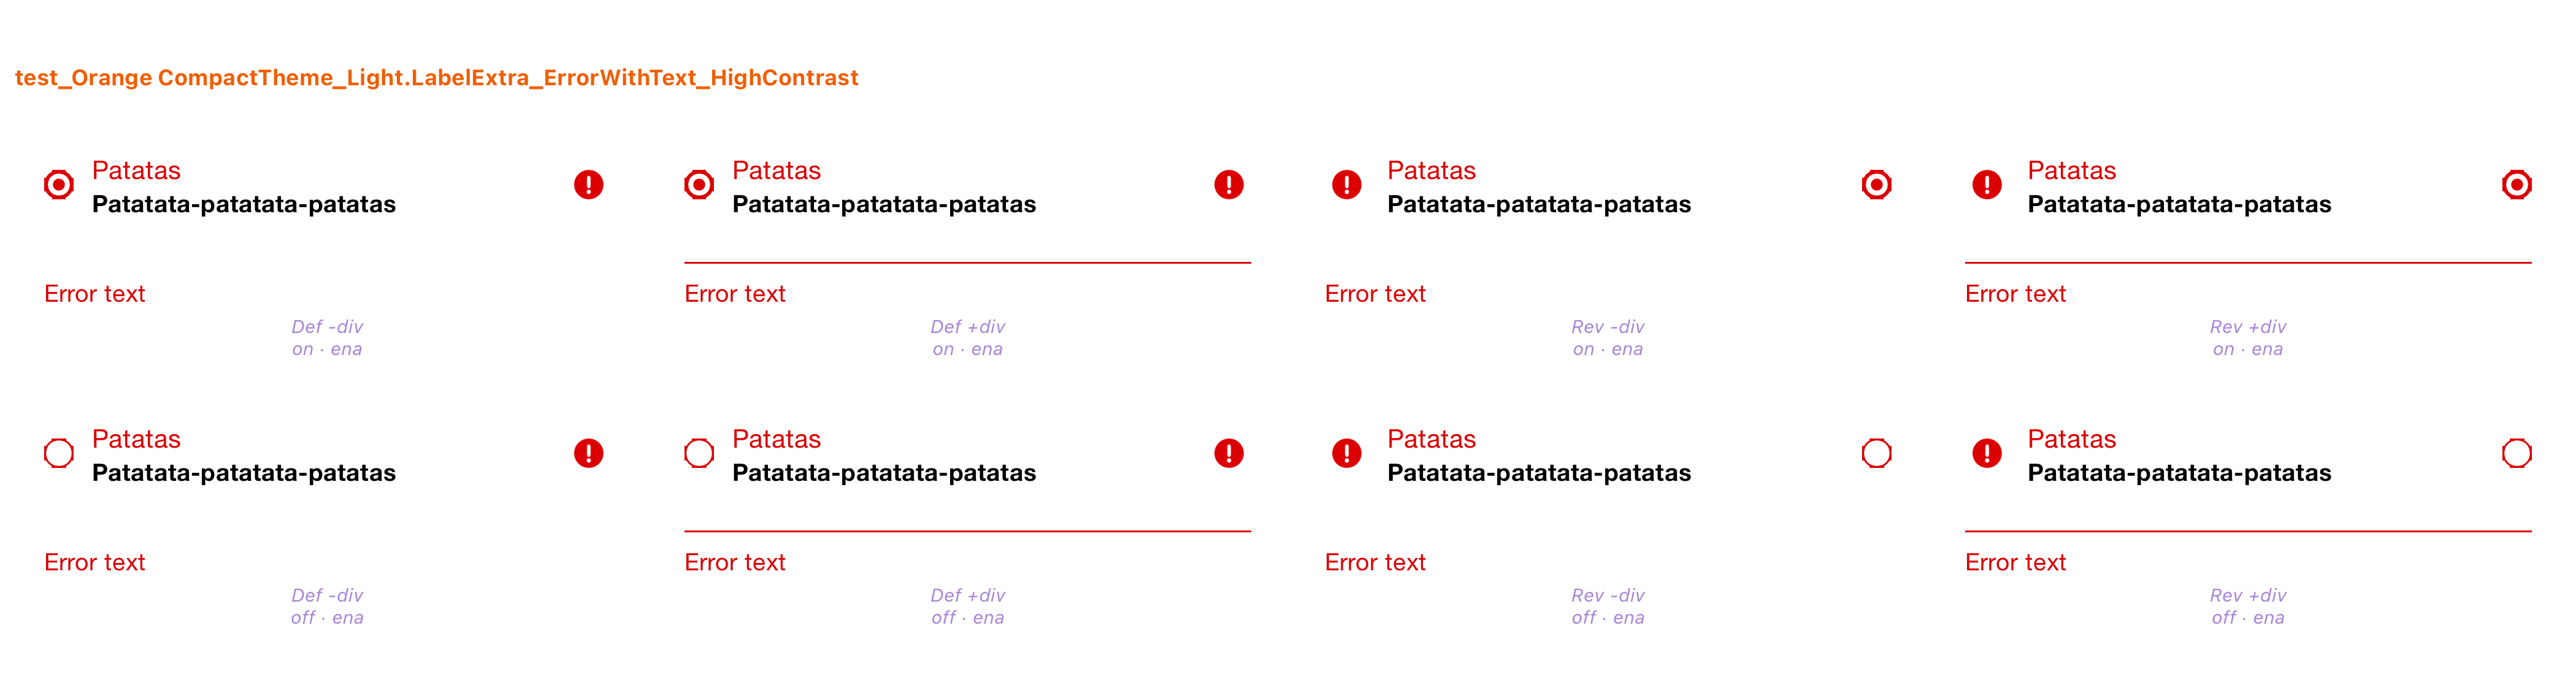 test_Orange CompactTheme_Light.LabelExtra_ErrorWithText_HighContrast
Patatas
Patatata-patatata-patatas
Error text
Def -div
on · ena
Patatas
Patatata-patatata-patatas
Error text
Def +div
on · ena
Patatas
Patatata-patatata-patatas
Error text
Rev -div
on · ena
Patatas
Patatata-patatata-patatas
Error text
Rev +div
on · ena
Patatas
Patatata-patatata-patatas
Error text
Def -div
off · ena
Patatas
Patatata-patatata-patatas
Error text
Def +div
off · ena
Patatas
Patatata-patatata-patatas
Error text
Rev -div
off · ena
Patatas
Patatata-patatata-patatas
Error text
Rev +div
off · ena